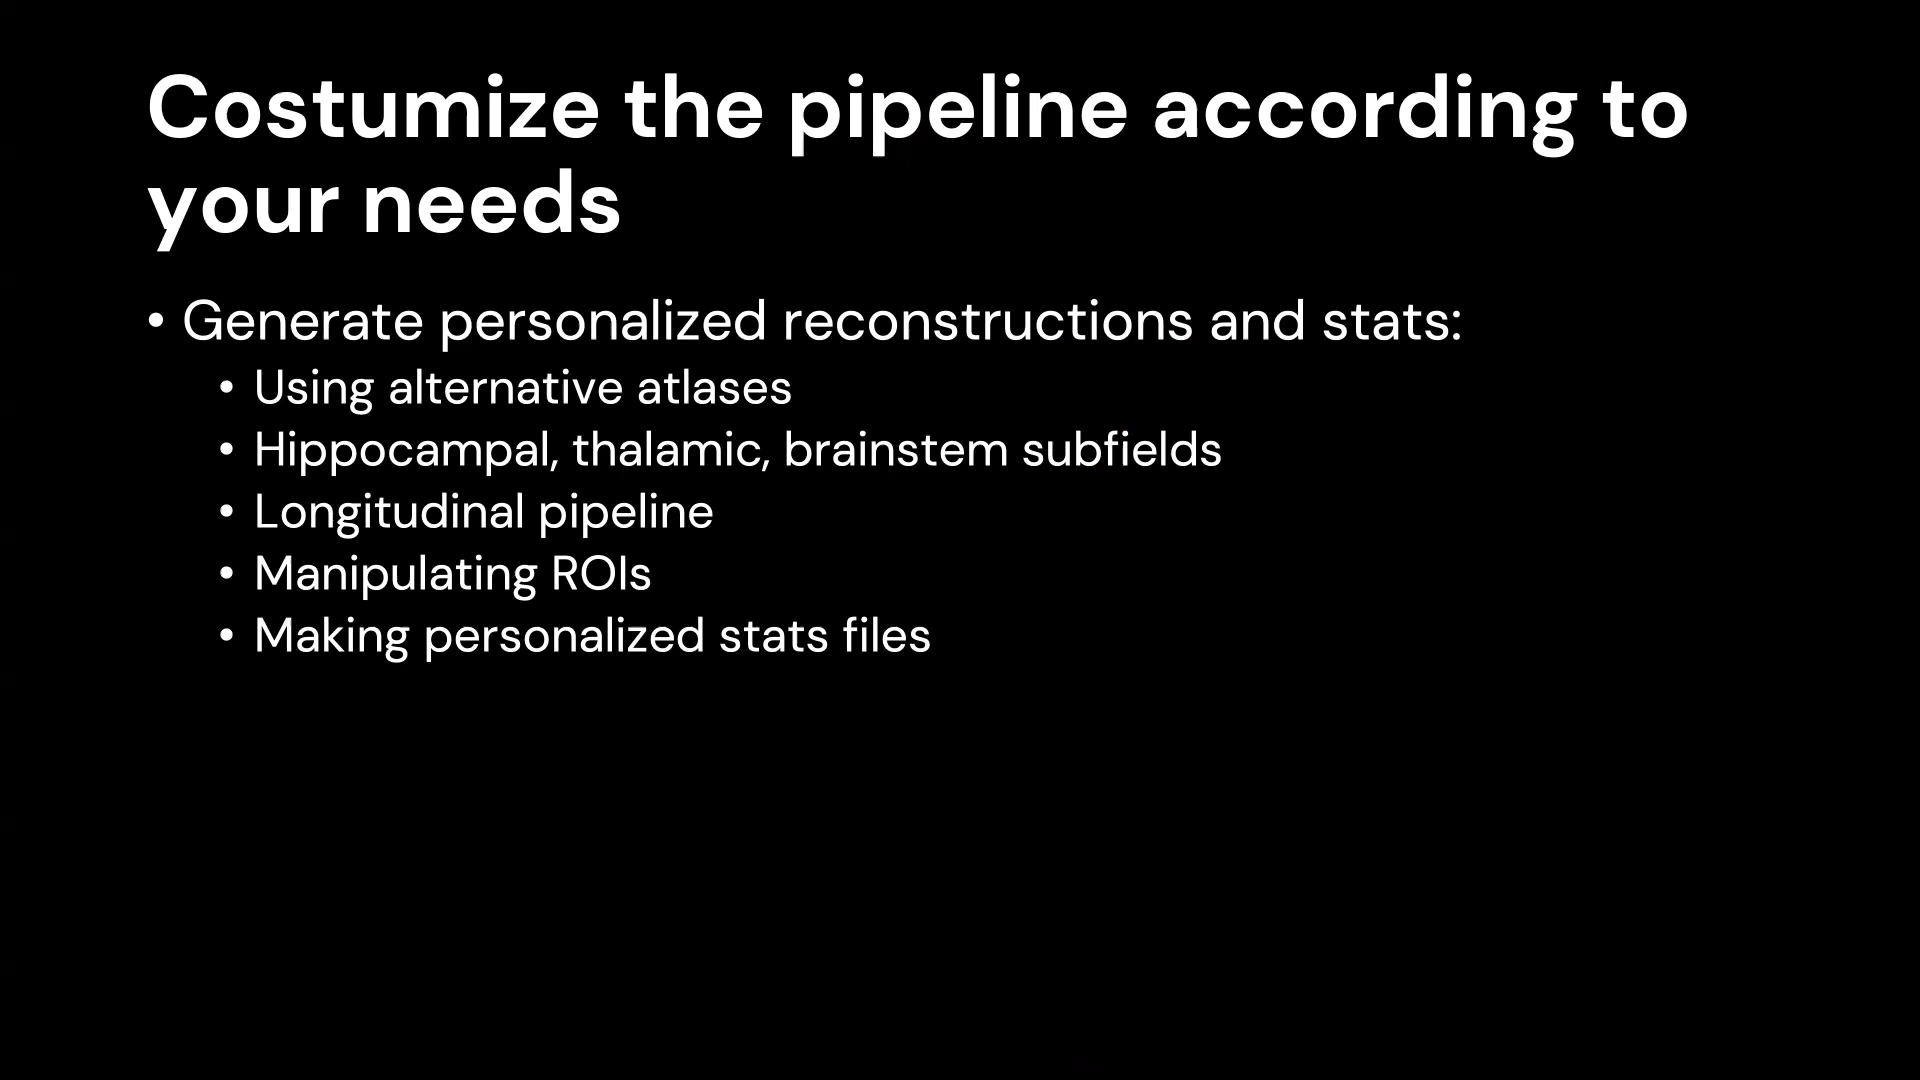 Costumize the pipeline according to
your needs
• Generate personalized reconstructions and stats:
• Using alternative atlases
• Hippocampal, thalamic, brainstem subfields
• Longitudinal pipeline
• Manipulating ROIs
• Making personalized stats files